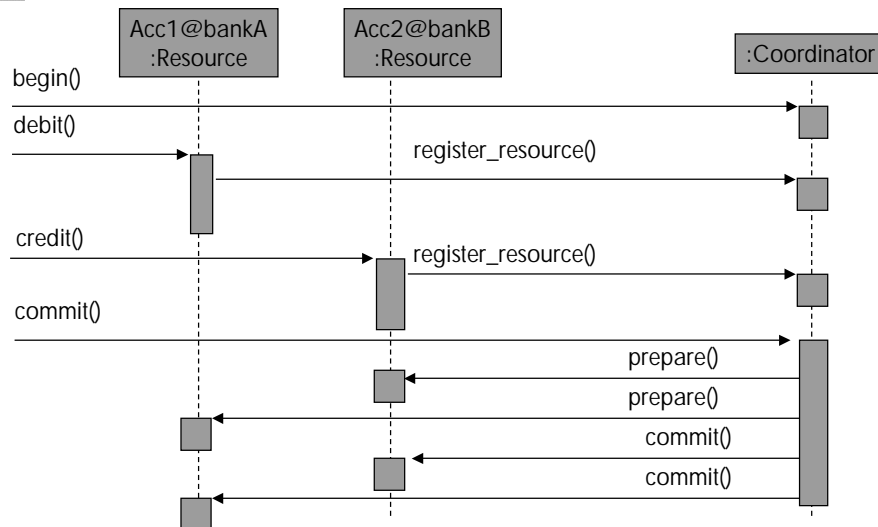 Acc1@bankA
:Resource
Acc2@bankB
:Resource
:Coordinator
begin()
debit()
register_resource()
credit()
register_resource()
commit()
prepare()
prepare()
commit()
commit()